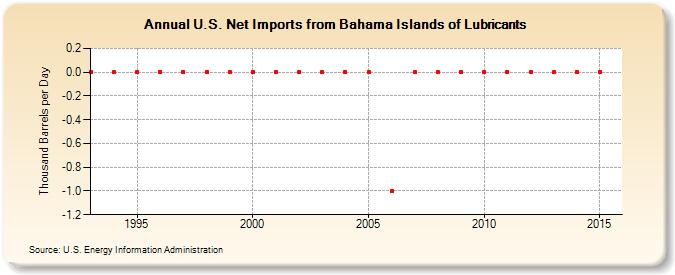 Annual U.S. Net Imports from Bahama Islands of Lubricants
Thousand Barrels per Day
0.2
0.0
-0.2
-0.4
-0.6
-0.8
-1.0
-1.2
1995 2000 2005 2010 2015
Source: U.S. Energy Information Administration